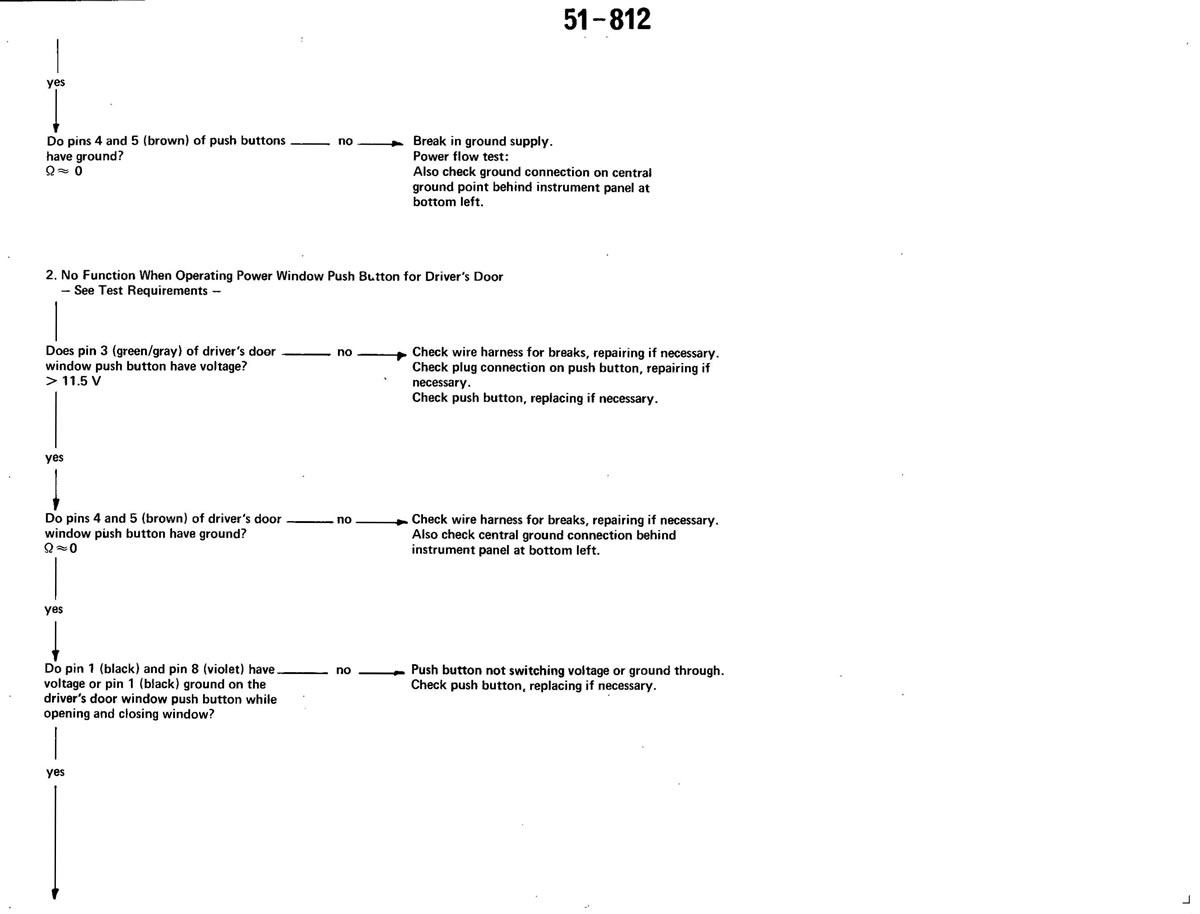 51-812
yes
Do pins 4 and 5 (brown) of push buttons no Break in ground supply.
have ground? Power flow test:
Ω ≈ 0 Also check ground connection on central
ground point behind instrument panel at
bottom left.
2. No Function When Operating Power Window Push Button for Driver's Door
— See Test Requirements —
Does pin 3 (green/gray) of driver's door no Check wire harness for breaks, repairing if necessary.
window push button have voltage? Check plug connection on push button, repairing if
> 11.5 V necessary.
Check push button, replacing if necessary.
yes
Do pins 4 and 5 (brown) of driver's door no Check wire harness for breaks, repairing if necessary.
window push button have ground? Also check central ground connection behind
Ω ≈ 0 instrument panel at bottom left.
yes
Do pin 1 (black) and pin 8 (violet) have no Push button not switching voltage or ground through.
voltage or pin 1 (black) ground on the Check push button, replacing if necessary.
driver's door window push button while
opening and closing window?
yes